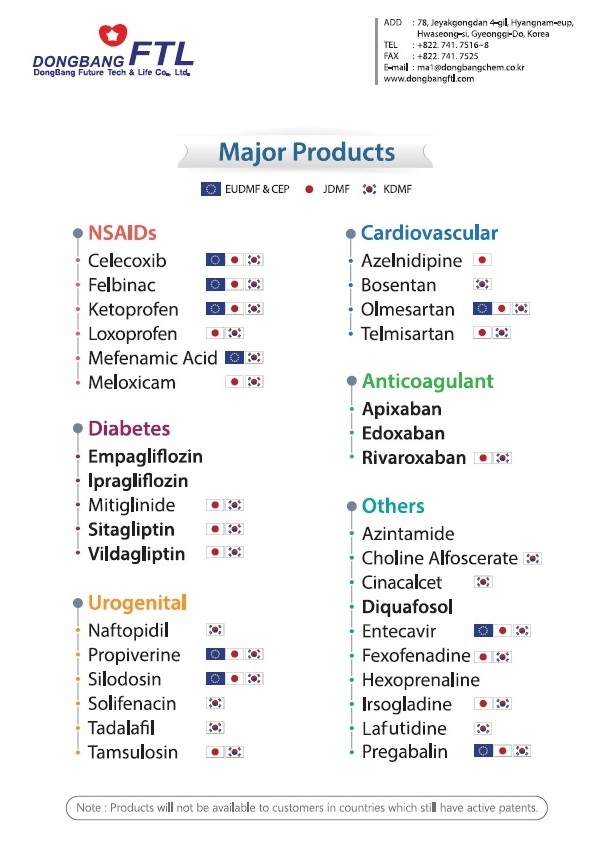 DONGBANG FTL
DongBang Future Tech & Life Co., Ltd.
ADD : 78, Jeyakgongdan 4-gil, Hyangnam-eup,
Hwaseong-si, Gyeonggi-Do, Korea
TEL : +822. 741. 7516~8
FAX : +822. 741. 7525
E-mail : ma1@dongbangchem.co.kr
www.dongbangftl.com
Major Products
EUDMF & CEP JDMF KDMF
NSAIDs
Celecoxib
Felbinac
Ketoprofen
Loxoprofen
Mefenamic Acid
Meloxicam
Diabetes
Empagliflozin
Ipragliflozin
Mitiglinide
Sitagliptin
Vildagliptin
Urogenital
Naftopidil
Propiverine
Silodosin
Solifenacin
Tadalafil
Tamsulosin
Cardiovascular
Azelnidipine
Bosentan
Olmesartan
Telmisartan
Anticoagulant
Apixaban
Edoxaban
Rivaroxaban
Others
Azintamide
Choline Alfoscerate
Cinacalcet
Diquafosol
Entecavir
Fexofenadine
Hexoprenaline
Irsogladine
Lafutidine
Pregabalin
Note : Products will not be available to customers in countries which still have active patents.